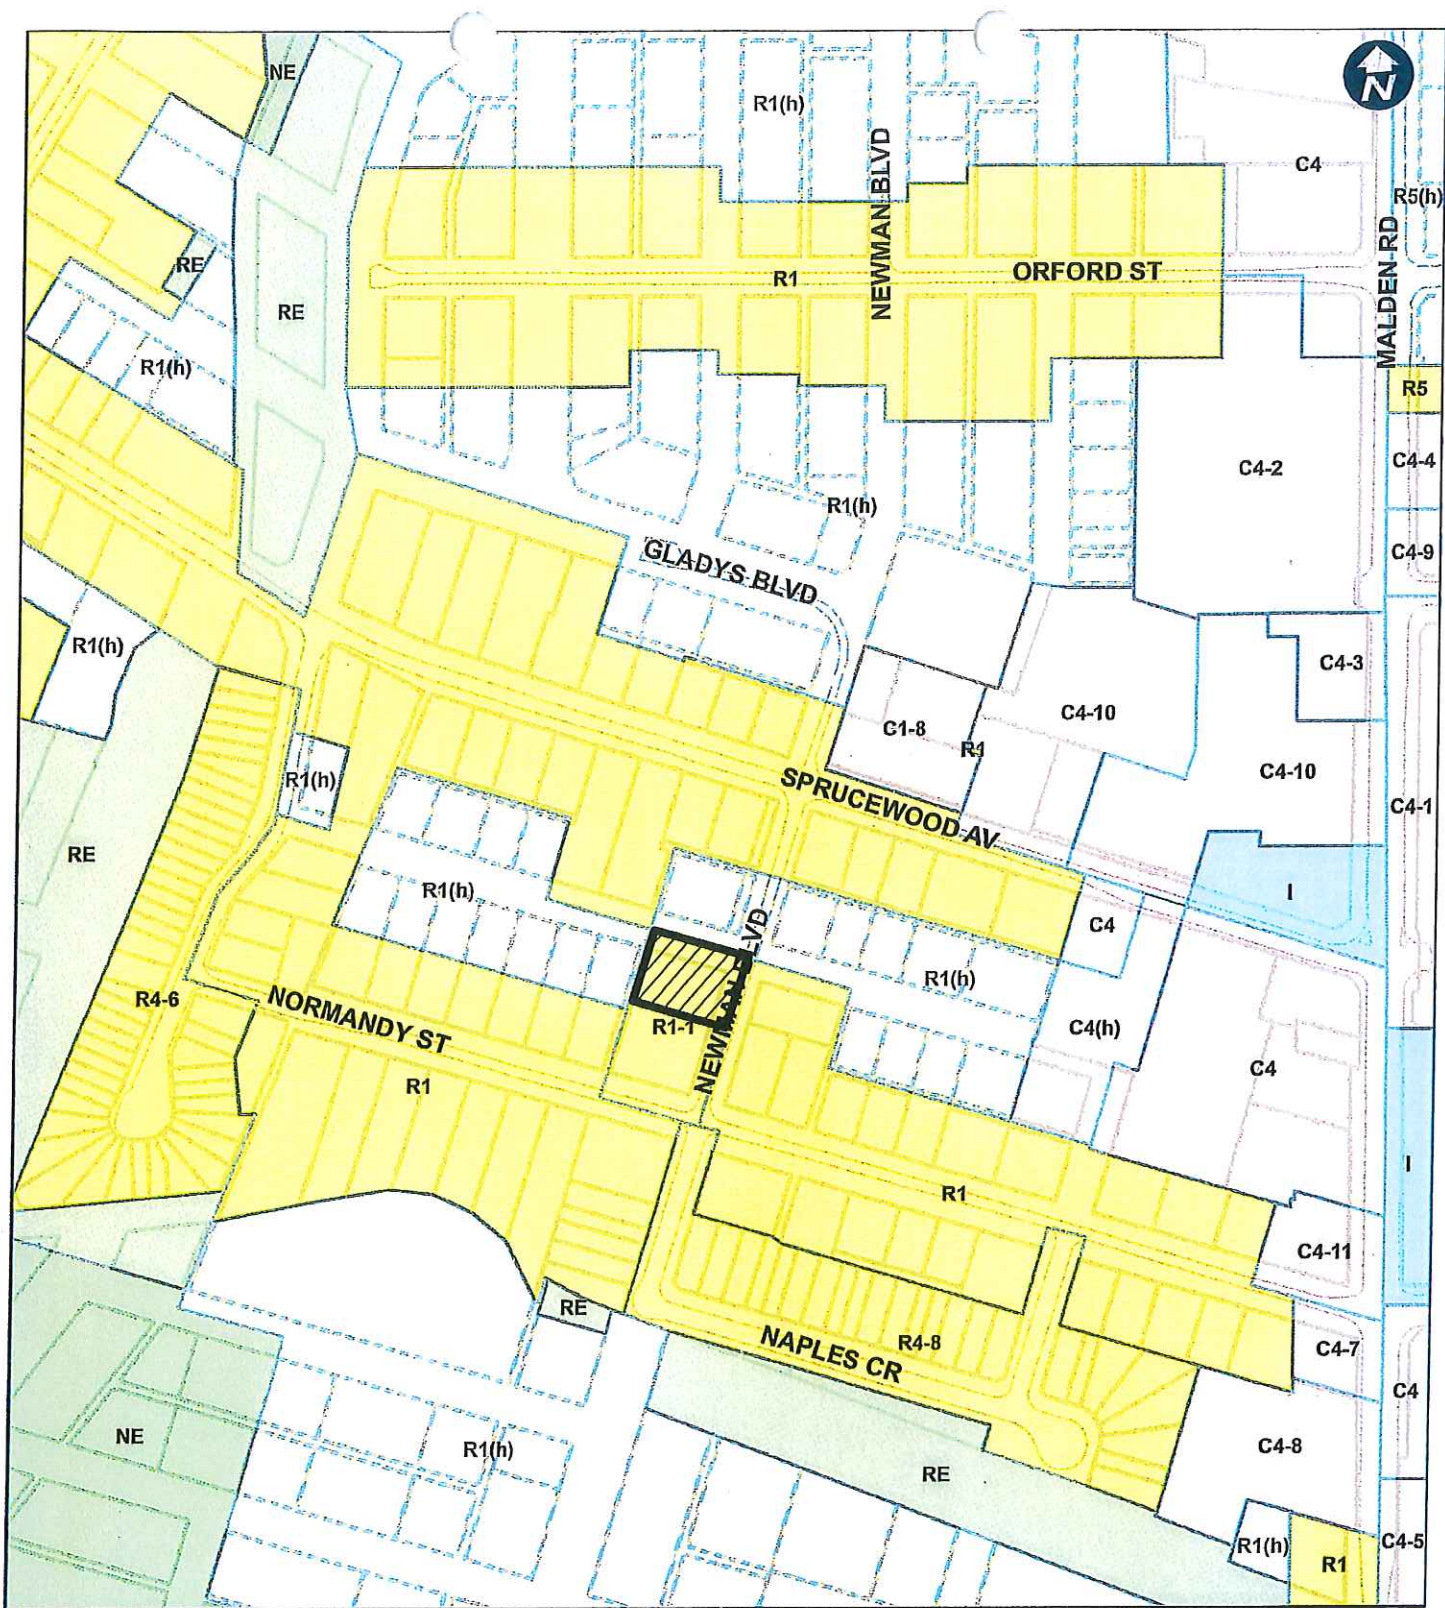 NE
R1(h)
N
C4
NEWMAN BLVD
R5(h)
RE
RE
R1
ORFORD ST
MALDEN RD
R1(h)
R5
C4-4
C4-2
R1(h)
C4-9
GLADYS BLVD
R1(h)
C4-3
C4-10
C1-8
R1
C4-10
R1(h)
SPRUCEWOOD AV
C4-1
RE
R1(h)
I
C4
R1(h)
R4-6
NORMANDY ST
R1-1
NEWMAN BLVD
C4(h)
C4
R1
I
R1
C4-11
RE
NAPLES CR
R4-8
C4-7
C4
NE
R1(h)
C4-8
RE
R1(h)
R1
C4-5